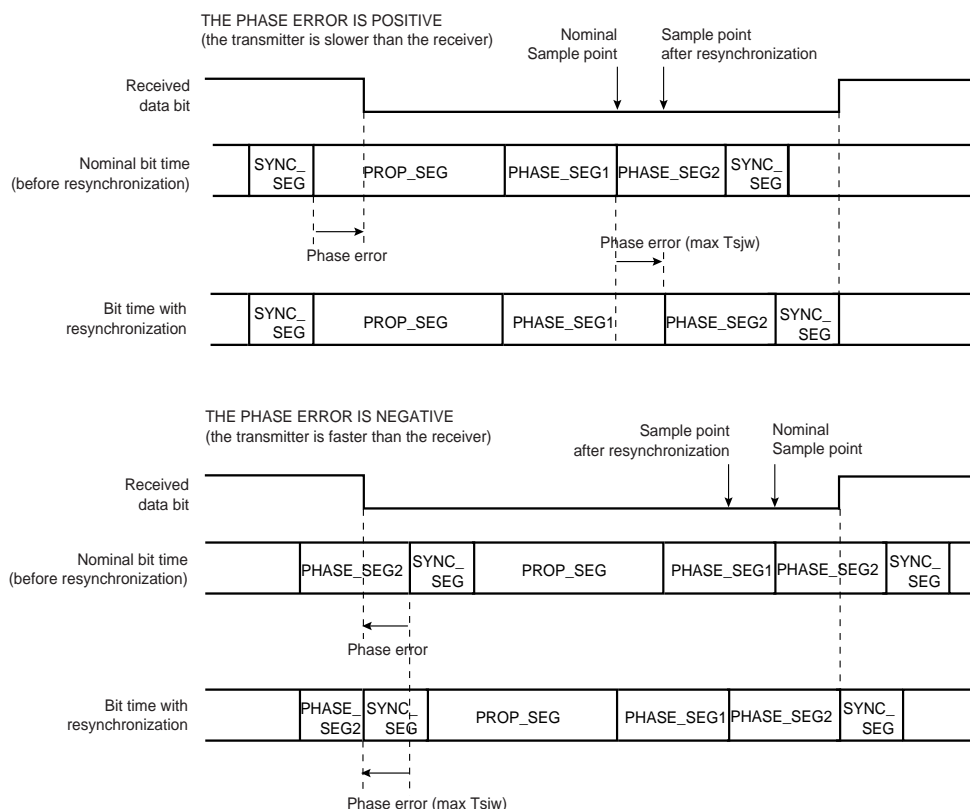 THE PHASE ERROR IS POSITIVE
(the transmitter is slower than the receiver)
Nominal
Sample point
Sample point
after resynchronization
Received
data bit
Nominal bit time
(before resynchronization)
SYNC_
SEG
PROP_SEG
PHASE_SEG1
PHASE_SEG2
SYNC_
SEG
Phase error
Phase error (max Tsjw)
Bit time with
resynchronization
SYNC_
SEG
PROP_SEG
PHASE_SEG1
PHASE_SEG2
SYNC_
SEG
THE PHASE ERROR IS NEGATIVE
(the transmitter is faster than the receiver)
Sample point
after resynchronization
Nominal
Sample point
Received
data bit
Nominal bit time
(before resynchronization)
PHASE_SEG2
SYNC_
SEG
PROP_SEG
PHASE_SEG1
PHASE_SEG2
SYNC_
SEG
Phase error
Bit time with
resynchronization
PHASE_
SEG2
SYNC_
SEG
PROP_SEG
PHASE_SEG1
PHASE_SEG2
SYNC_
SEG
Phase error (max Tsjw)